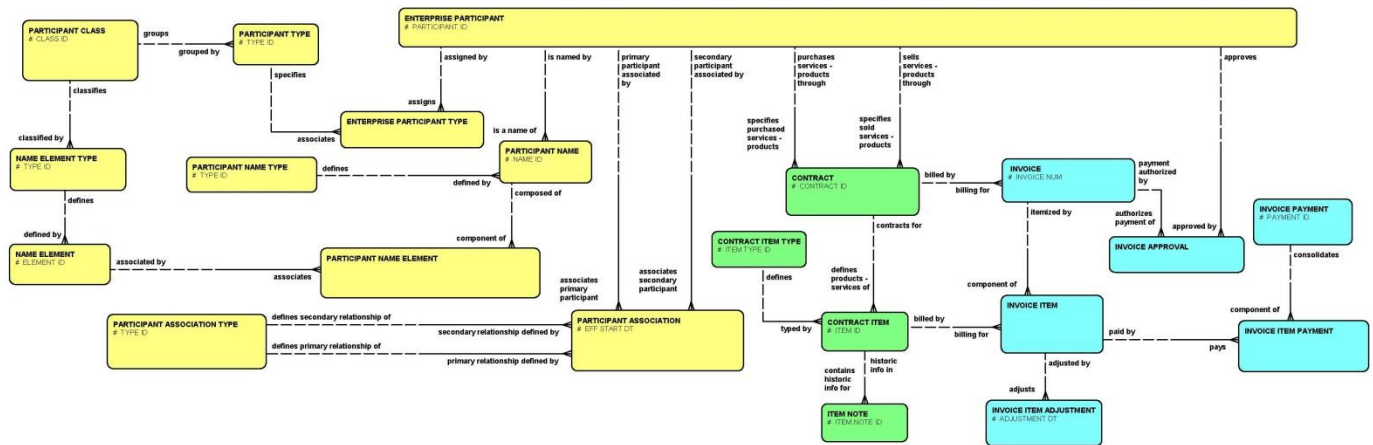 ENTERPRISE PARTICIPANT
# PARTICIPANT ID
PARTICIPANT CLASS
# CLASS ID
groups
grouped by
PARTICIPANT TYPE
# TYPE ID
classifies
specifies
assigned by
is named by
primary
participant
associated
by
secondary
participant
associated by
purchases
services -
products
through
sells
services -
products
through
approves
assigns
ENTERPRISE PARTICIPANT TYPE
associates
is a name of
classified by
NAME ELEMENT TYPE
# TYPE ID
PARTICIPANT NAME TYPE
# TYPE ID
defines
defined by
PARTICIPANT NAME
# NAME ID
composed of
specifies
purchased
services -
products
specifies
sold
services -
products
CONTRACT
# CONTRACT ID
billed by
billing for
INVOICE
# INVOICE NUM
payment
authorized
by
authorizes
payment of
approved by
INVOICE APPROVAL
INVOICE PAYMENT
# PAYMENT ID
consolidates
defines
defined by
NAME ELEMENT
# ELEMENT ID
associated by
associates
component of
PARTICIPANT NAME ELEMENT
contracts for
itemized by
CONTRACT ITEM TYPE
# ITEM TYPE ID
defines
defines
products -
services of
associates
primary
participant
associates
secondary
participant
PARTICIPANT ASSOCIATION TYPE
# TYPE ID
defines secondary relationship of
secondary relationship defined by
defines primary relationship of
primary relationship defined by
PARTICIPANT ASSOCIATION
# EFF START DT
typed by
CONTRACT ITEM
# ITEM ID
billed by
billing for
component of
INVOICE ITEM
paid by
pays
component of
INVOICE ITEM PAYMENT
historic
info in
contains
historic
info for
adjusted by
adjusts
ITEM NOTE
# ITEM NOTE ID
INVOICE ITEM ADJUSTMENT
# ADJUSTMENT DT